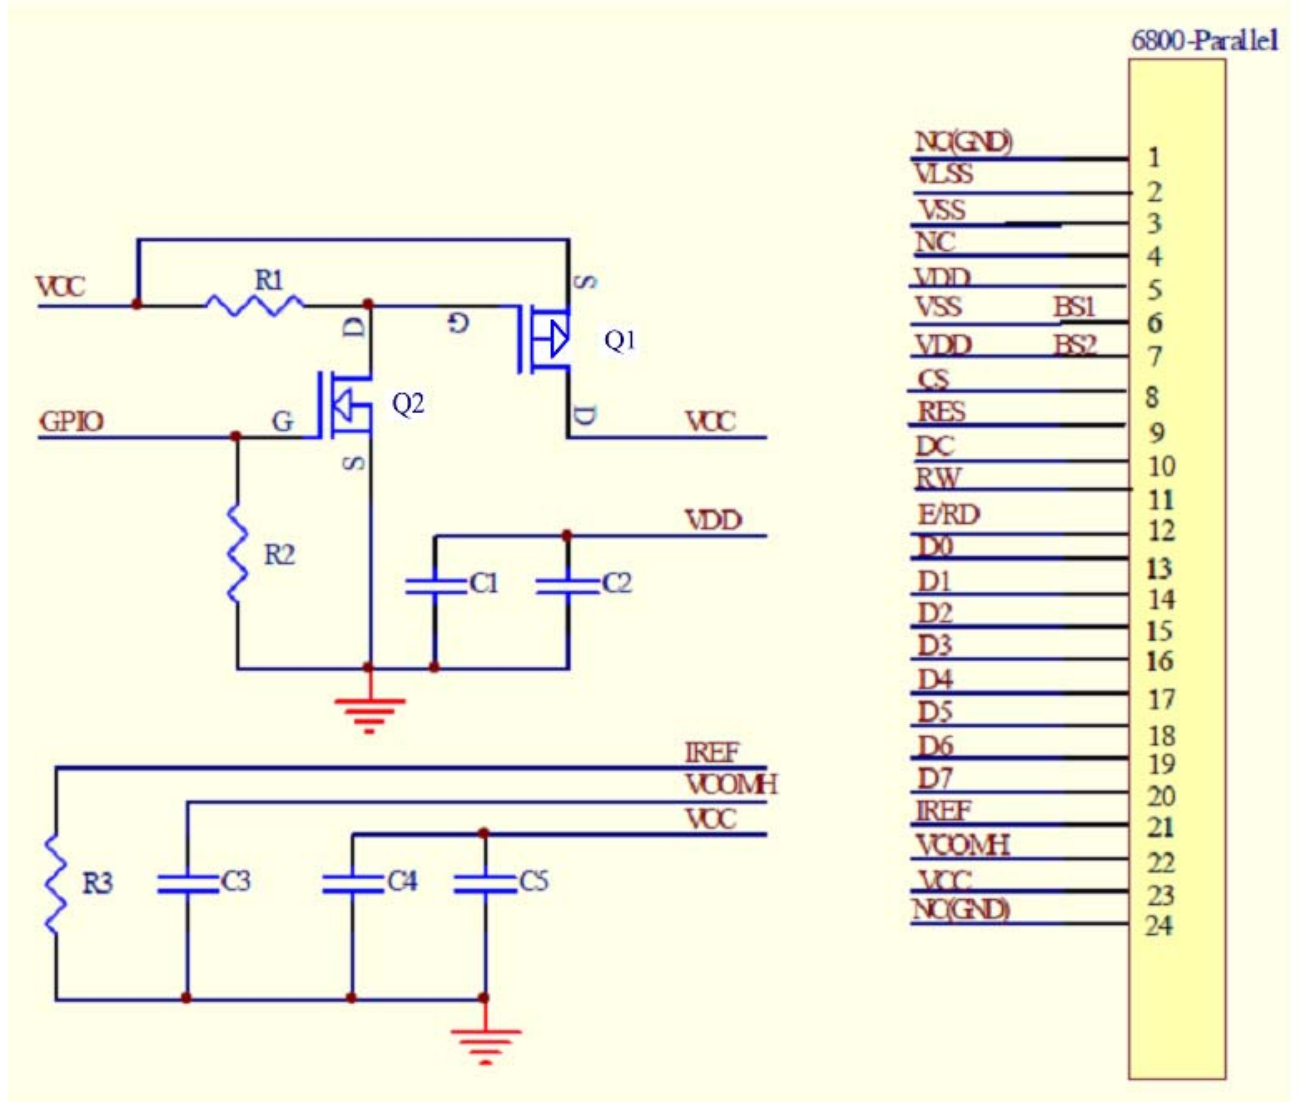 6800-Parallel
NC(GND)
1
VLSS
2
VSS
3
NC
4
VDD
5
VSS BS1
6
VDD BS2
7
CS
8
RES
9
DC
10
RW
11
E/RD
12
D0
13
D1
14
D2
15
D3
16
D4
17
D5
18
D6
19
D7
20
IREF
21
VCOMH
22
VCC
23
NC(GND)
24
VCC
R1
S
D
G
Q1
Q2
GPIO
G
D
VCC
S
R2
VDD
C1
C2
IREF
VCOMH
VCC
R3
C3
C4
C5